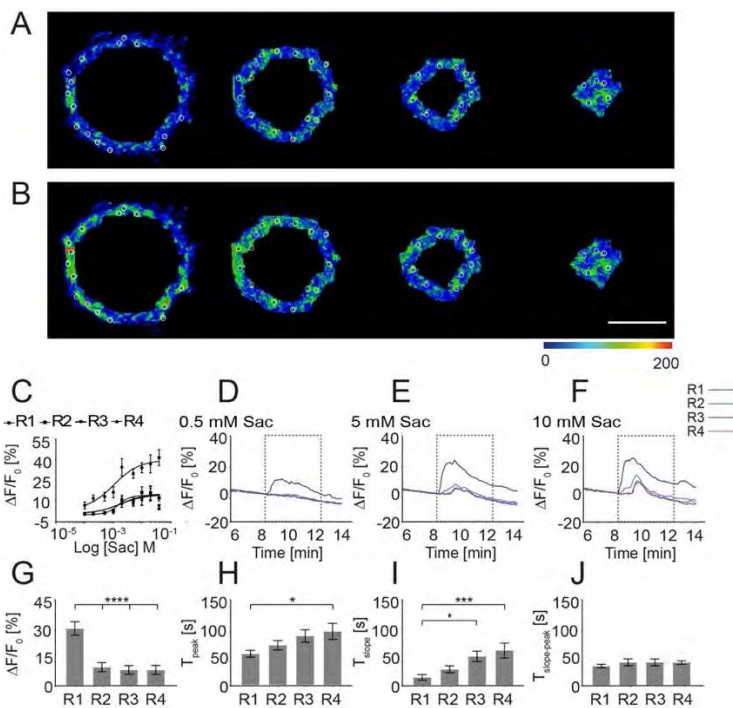 A
B
0 200
C D E F
R1 R2 R3 R4
0.5 mM Sac
5 mM Sac
10 mM Sac
R1
R2
R3
R4
ΔF/F0 [%]
55
40
25
10
-5
10-5 10-3 10-1
Log [Sac] M
ΔF/F0 [%]
40
20
0
-20
6 8 10 12 14
Time [min]
ΔF/F0 [%]
40
20
0
-20
6 8 10 12 14
Time [min]
ΔF/F0 [%]
40
20
0
-20
6 8 10 12 14
Time [min]
G H I J
ΔF/F0 [%]
45
30
15
0
****
R1 R2 R3 R4
Tpeak [s]
150
100
50
0
*
R1 R2 R3 R4
Tslope [s]
150
100
50
0
***
*
R1 R2 R3 R4
Tslope-peak [s]
150
100
50
0
R1 R2 R3 R4